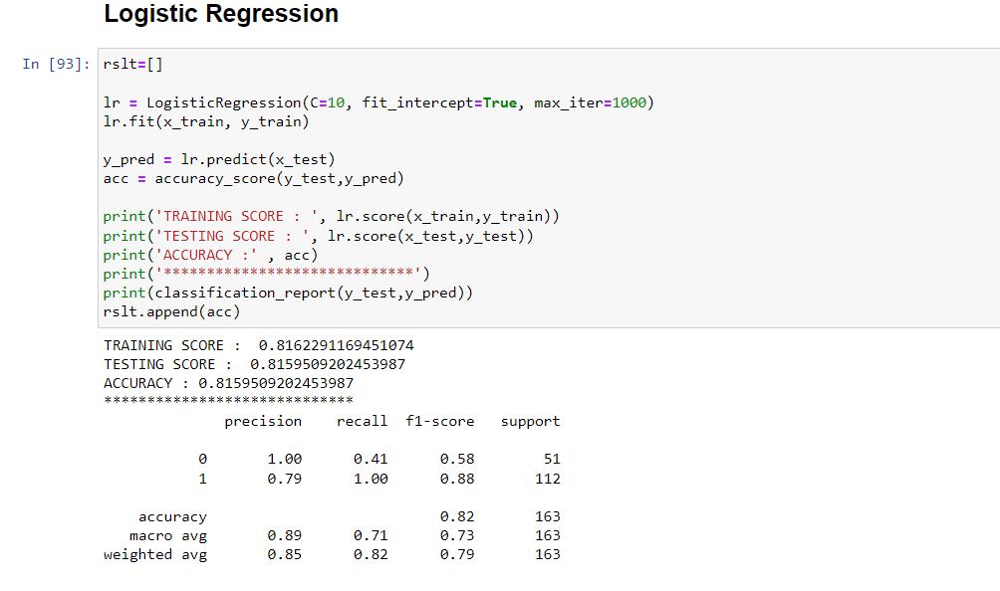 Logistic Regression
In [93]: rslt=[]
lr = LogisticRegression(C=10, fit_intercept=True, max_iter=1000)
lr.fit(x_train, y_train)
y_pred = lr.predict(x_test)
acc = accuracy_score(y_test,y_pred)
print('TRAINING SCORE : ', lr.score(x_train,y_train))
print('TESTING SCORE : ', lr.score(x_test,y_test))
print('ACCURACY :' , acc)
print('*****************************')
print(classification_report(y_test,y_pred))
rslt.append(acc)
TRAINING SCORE :  0.8162291169451074
TESTING SCORE :  0.8159509202453987
ACCURACY : 0.8159509202453987
*****************************
precision recall f1-score support
0 1.00 0.41 0.58 51
1 0.79 1.00 0.88 112
accuracy 0.82 163
macro avg 0.89 0.71 0.73 163
weighted avg 0.85 0.82 0.79 163